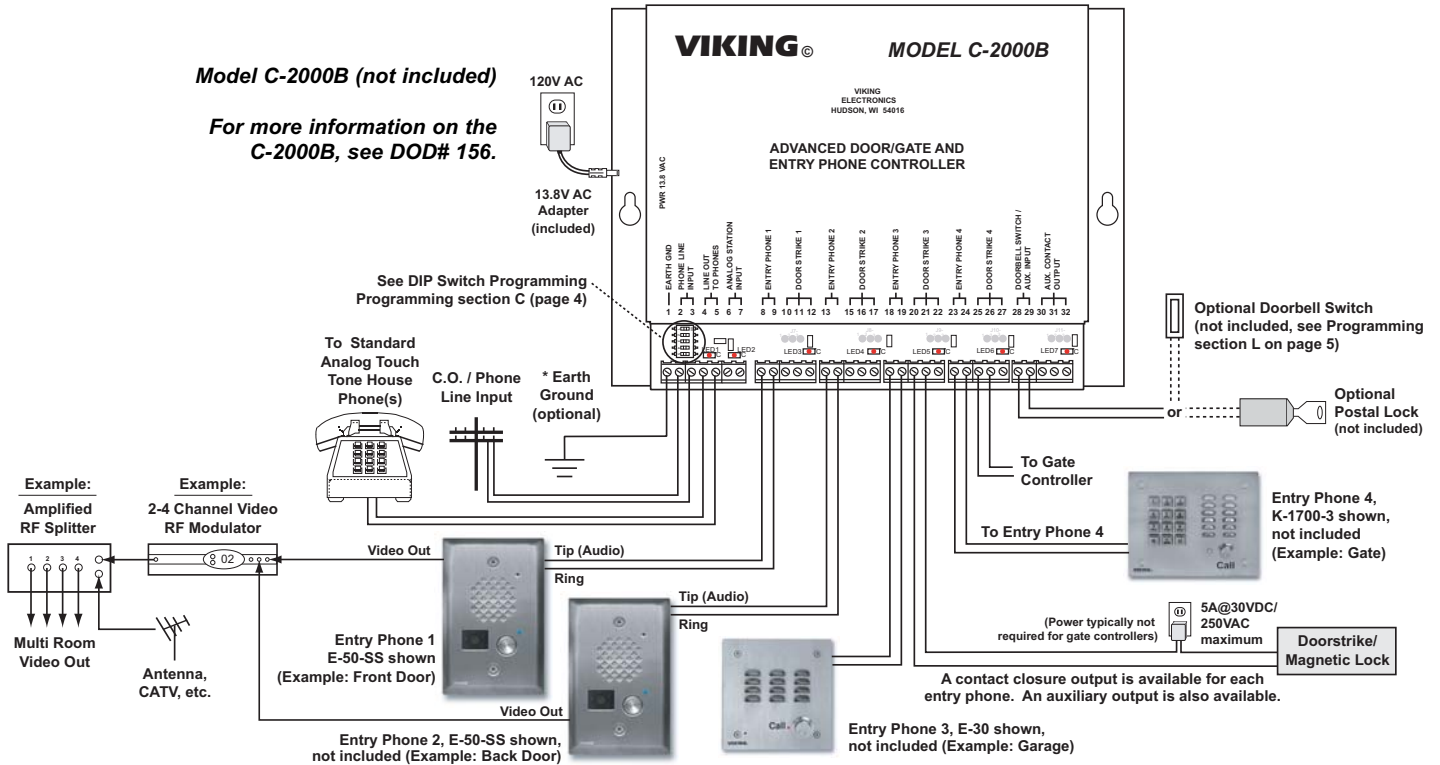 VIKING©
MODEL C-2000B
Model C-2000B (not included)
For more information on the
C-2000B, see DOD# 156.
120V AC
13.8V AC
Adapter
(included)
VIKING
ELECTRONICS
HUDSON, WI 54016
ADVANCED DOOR/GATE AND
ENTRY PHONE CONTROLLER
PWR 13.8 VAC
EARTH GND
PHONE LINE
INPUT
LINE OUT
TO PHONES
ANALOG STATION
INPUT
ENTRY PHONE 1
DOORSTRIKE 1
ENTRY PHONE 2
DOORSTRIKE 2
ENTRY PHONE 3
DOORSTRIKE 3
ENTRY PHONE 4
DOORSTRIKE 4
DOORBELL SWITCH /
AUX. INPUT
AUX. CONTACT
OUTPUT
1 2 3 4 5 6 7 8 9 10 11 12 13 15 16 17 18 19 20 21 22 23 24 25 26 27 28 29 30 31 32
LED1 LED2 LED3 LED4 LED5 LED6 LED7
See DIP Switch Programming
Programming section C (page 4)
Optional Doorbell Switch
(not included, see Programming
section L on page 5)
or
Optional
Postal Lock
(not included)
To Standard
Analog Touch
Tone House
Phone(s)
C.O. / Phone
Line Input
* Earth
Ground
(optional)
To Gate
Controller
To Entry Phone 4
Entry Phone 4,
K-1700-3 shown,
not included
(Example: Gate)
VIKING
Call
Example:
Amplified
RF Splitter
1 2 3 4
Example:
2-4 Channel Video
RF Modulator
02
Video Out
Tip (Audio)
Ring
Tip (Audio)
Ring
Multi Room
Video Out
Antenna,
CATV, etc.
Entry Phone 1
E-50-SS shown
(Example: Front Door)
Video Out
Entry Phone 2, E-50-SS shown,
not included (Example: Back Door)
Call
VIKING
Entry Phone 3, E-30 shown,
not included (Example: Garage)
(Power typically not
required for gate controllers)
5A@30VDC/
250VAC
maximum
Doorstrike/
Magnetic Lock
A contact closure output is available for each
entry phone. An auxiliary output is also available.